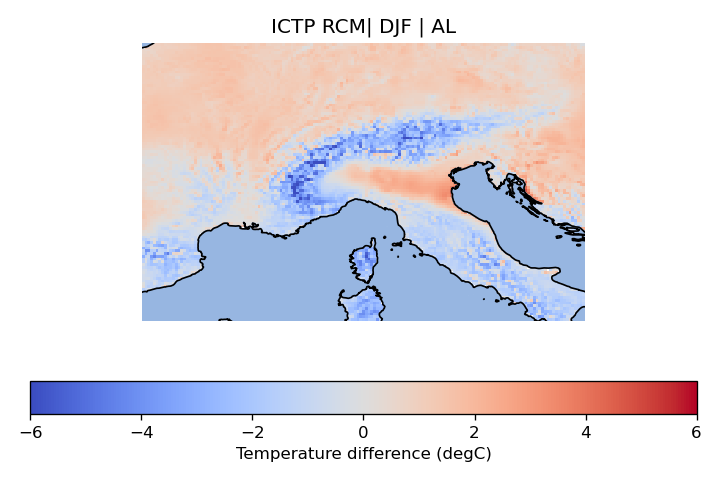 ICTP RCM| DJF | AL
−6 −4 −2 0 2 4 6
Temperature difference (degC)